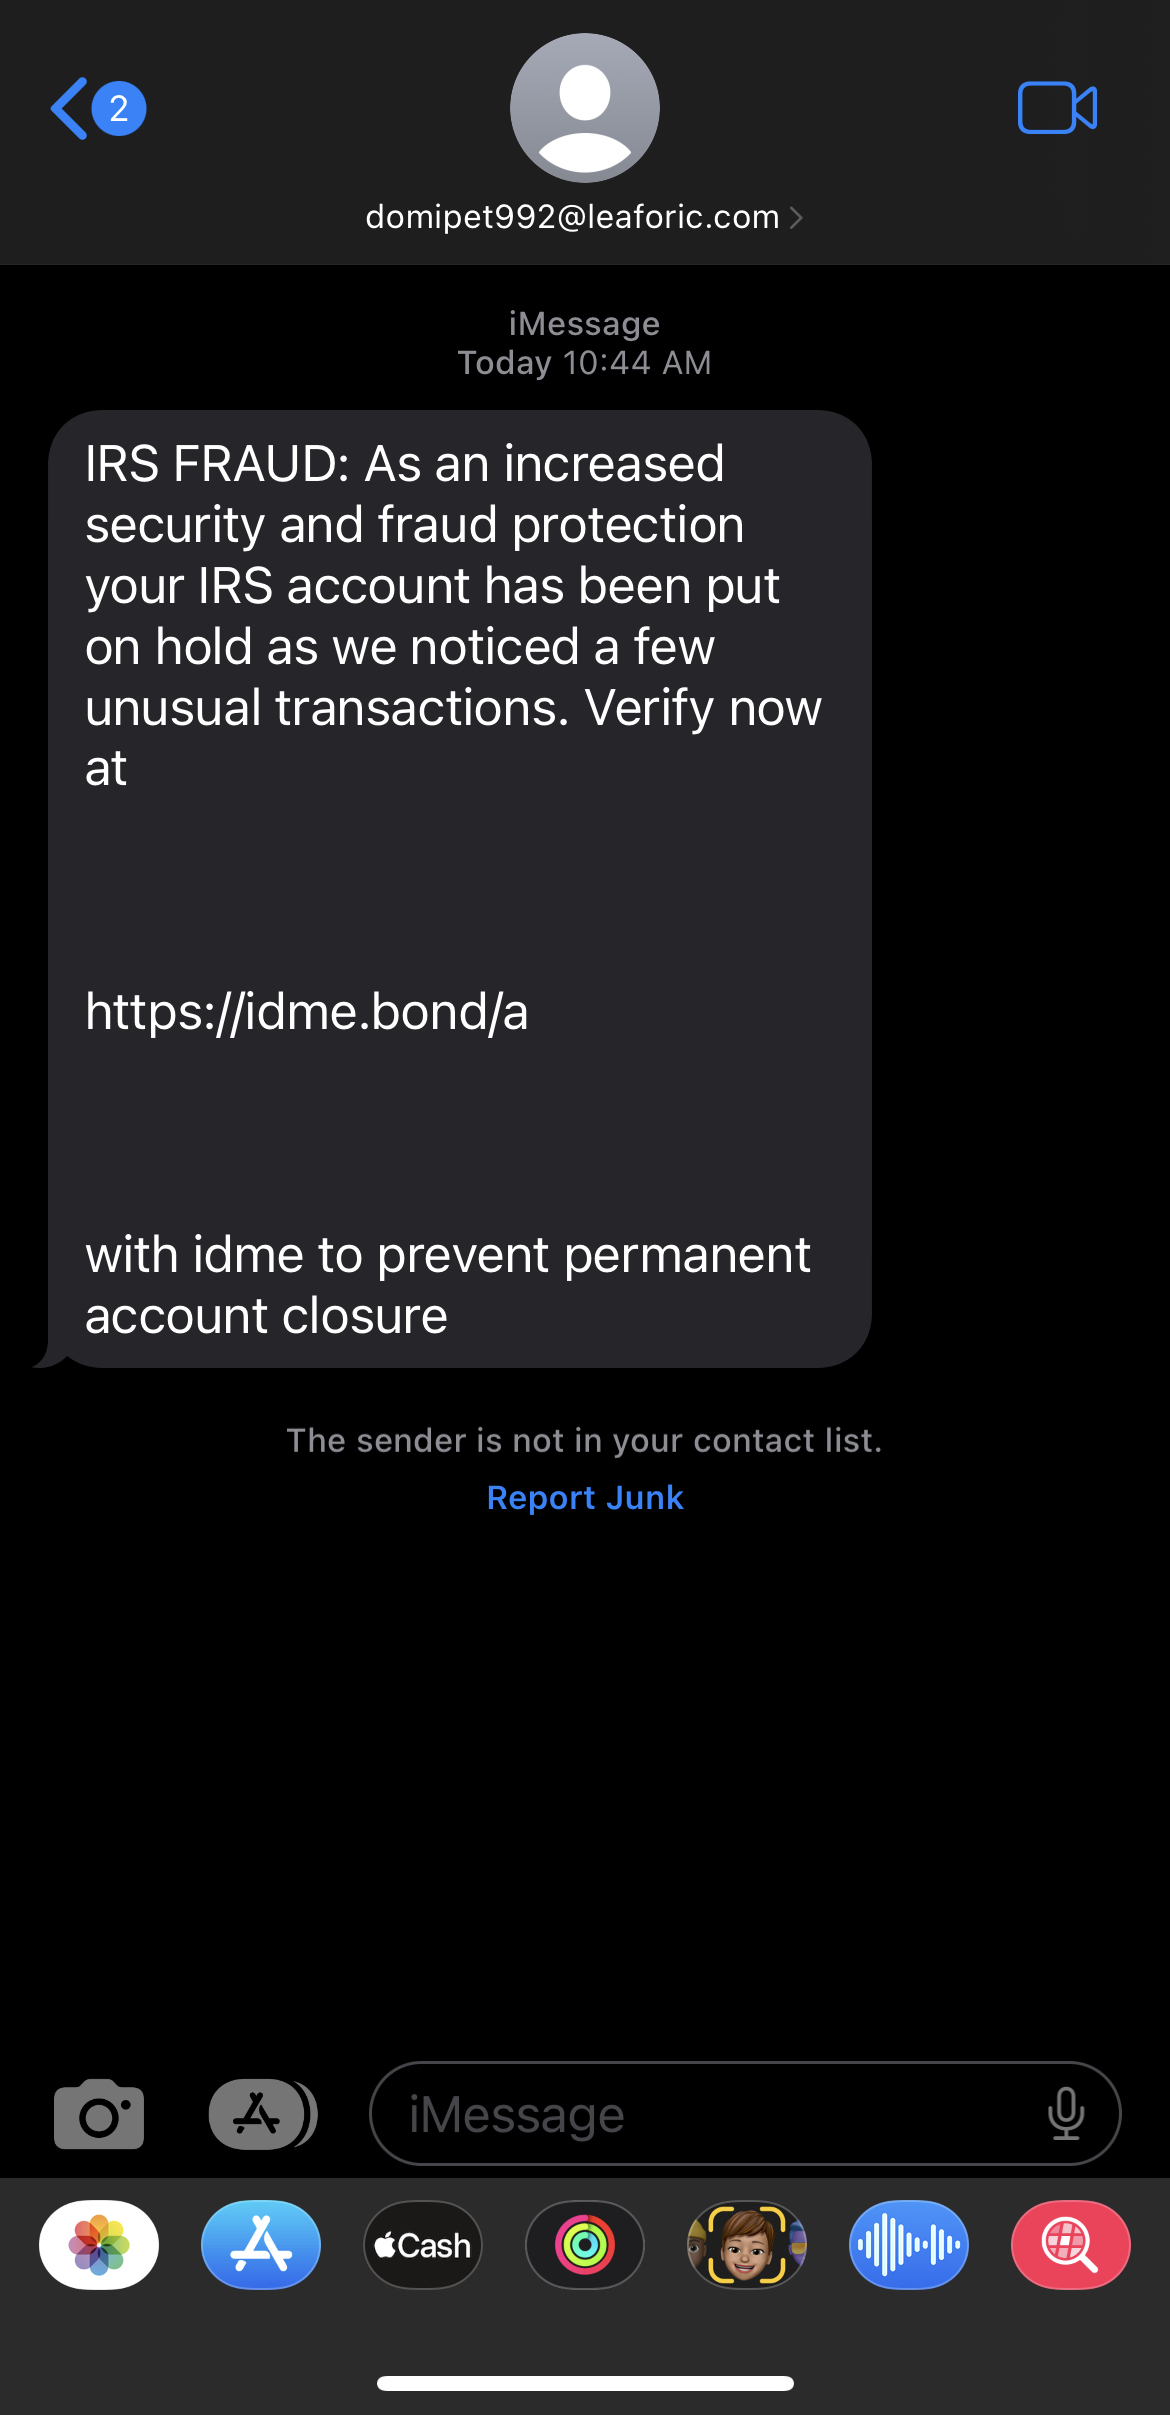 2
domipet992@leaforic.com
iMessage
Today 10:44 AM
IRS FRAUD: As an increased
security and fraud protection
your IRS account has been put
on hold as we noticed a few
unusual transactions. Verify now
at
https://idme.bond/a
with idme to prevent permanent
account closure
The sender is not in your contact list.
Report Junk
iMessage
Cash